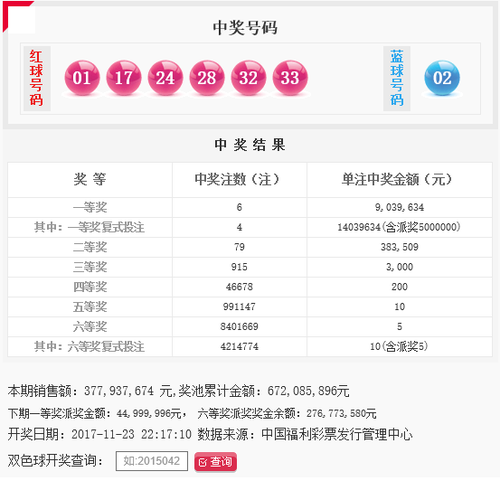 中奖号码
红球号码 01 17 24 28 32 33 蓝球号码 02
中奖结果
奖等 中奖注数（注） 单注中奖金额（元）
一等奖 6 9,039,634
其中：一等奖复式投注 4 14039634(含派奖5000000)
二等奖 79 383,509
三等奖 915 3,000
四等奖 46678 200
五等奖 991147 10
六等奖 8401669 5
其中：六等奖复式投注 4214774 10(含派奖5)
本期销售额：377,937,674 元,奖池累计金额：672,085,896元
下期一等奖派奖金额：44,999,996元， 六等奖派奖奖金余额：276,773,580元
开奖日期：2017-11-23 22:17:10 数据来源：中国福利彩票发行管理中心
双色球开奖查询： 如:2015042 查询